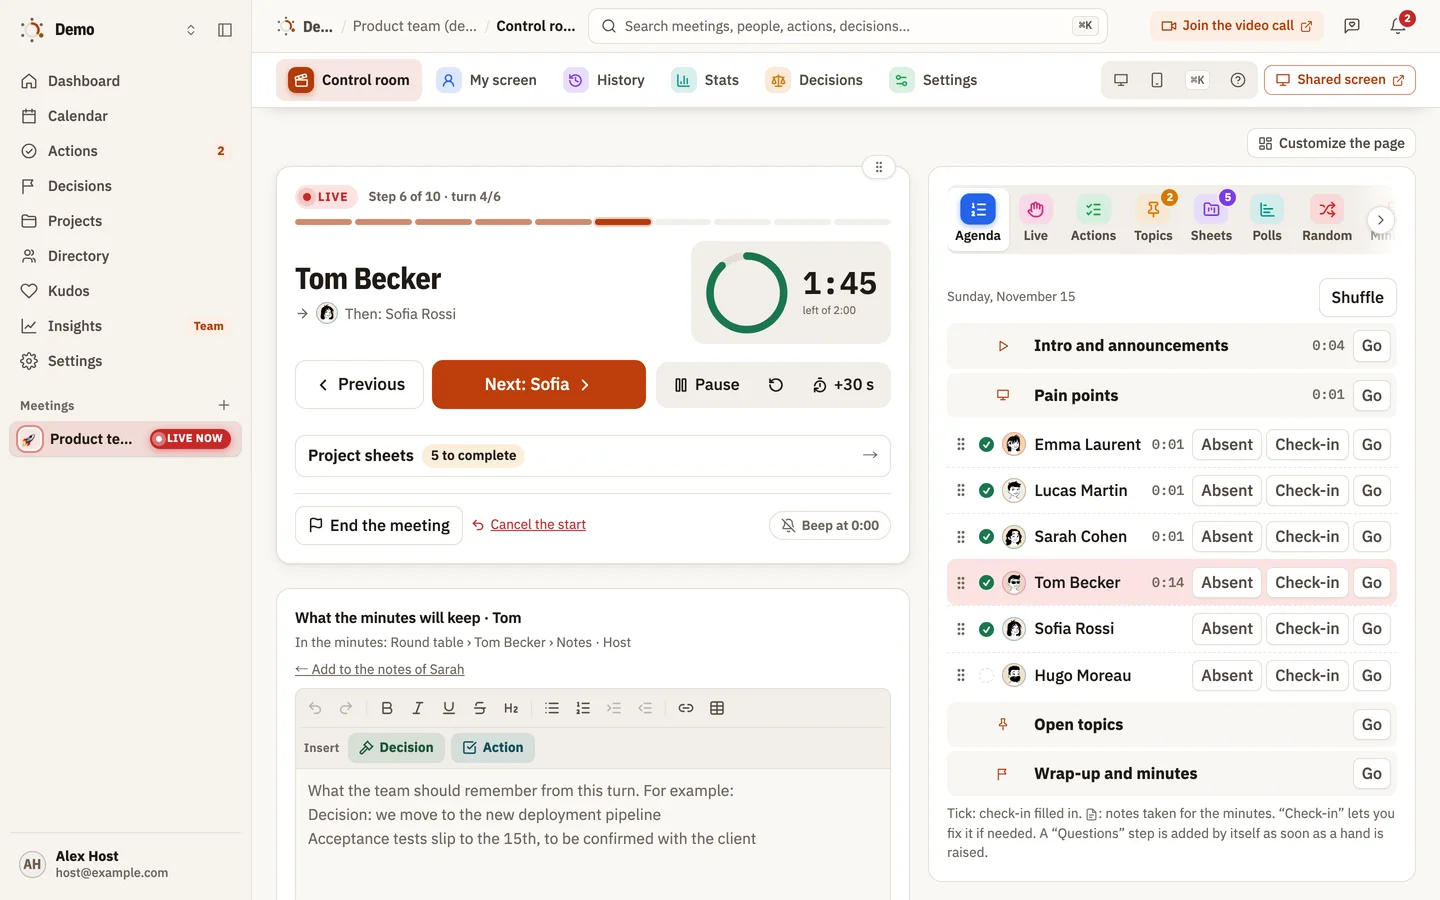 Demo
Dashboard
Calendar
Actions 2
Decisions
Projects
Directory
Kudos
Insights Team
Settings
Meetings
Product te... LIVE NOW
AH Alex Host
host@example.com
De... / Product team (de... / Control ro...
Search meetings, people, actions, decisions... ⌘K
Join the video call
2
Control room
My screen
History
Stats
Decisions
Settings
⌘K
Shared screen
Customize the page
LIVE Step 6 of 10 · turn 4/6
Tom Becker
Then: Sofia Rossi
1:45
left of 2:00
Previous
Next: Sofia
Pause
+30 s
Project sheets 5 to complete
End the meeting
Cancel the start
Beep at 0:00
What the minutes will keep · Tom
In the minutes: Round table › Tom Becker › Notes · Host
← Add to the notes of Sarah
B I U S H2
Insert Decision Action
What the team should remember from this turn. For example:
Decision: we move to the new deployment pipeline
Acceptance tests slip to the 15th, to be confirmed with the client
Agenda
Live
Actions
Topics 2
Sheets 5
Polls
Random
Sunday, November 15
Shuffle
Intro and announcements 0:04 Go
Pain points 0:01 Go
Emma Laurent 0:01 Absent Check-in Go
Lucas Martin 0:01 Absent Check-in Go
Sarah Cohen 0:01 Absent Check-in Go
Tom Becker 0:14 Absent Check-in Go
Sofia Rossi Absent Check-in Go
Hugo Moreau Absent Check-in Go
Open topics Go
Wrap-up and minutes Go
Tick: check-in filled in. : notes taken for the minutes. “Check-in” lets you
fix it if needed. A “Questions” step is added by itself as soon as a hand is
raised.